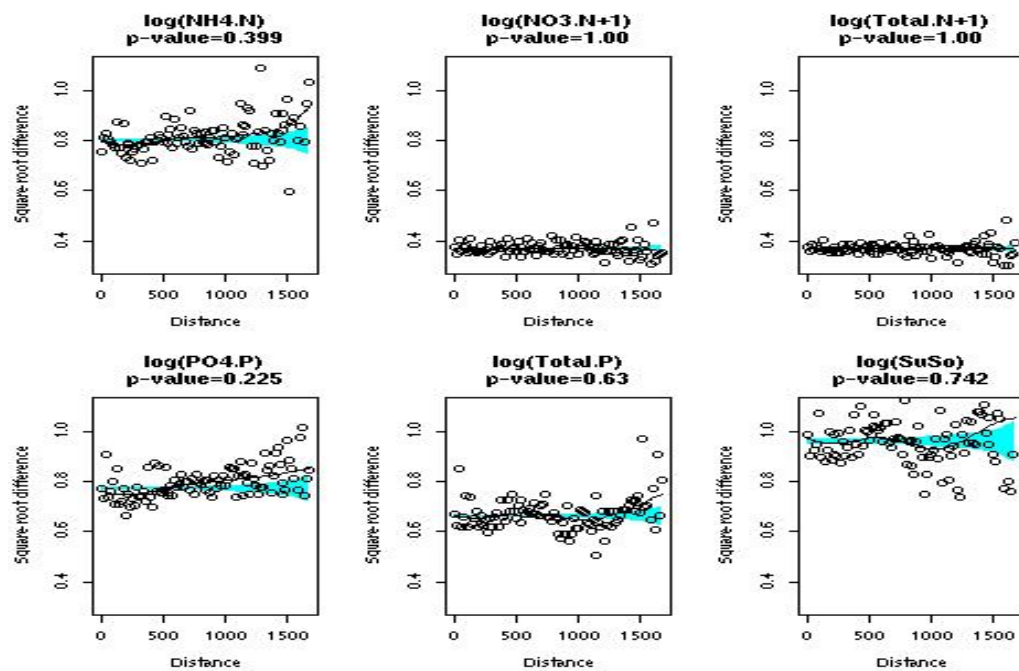 log(NH4.N)
p-value=0.399
log(NO3.N+1)
p-value=1.00
log(Total.N+1)
p-value=1.00
Square root difference
1.0
0.8
0.6
0.4
0 500 1000 1500
Distance
Square root difference
1.0
0.8
0.6
0.4
0 500 1000 1500
Distance
Square root difference
1.0
0.8
0.6
0.4
0 500 1000 1500
Distance
log(PO4.P)
p-value=0.225
log(Total.P)
p-value=0.63
log(SuSo)
p-value=0.742
Square root difference
1.0
0.8
0.6
0.4
0 500 1000 1500
Distance
Square root difference
1.0
0.8
0.6
0.4
0 500 1000 1500
Distance
Square root difference
1.0
0.8
0.6
0.4
0 500 1000 1500
Distance